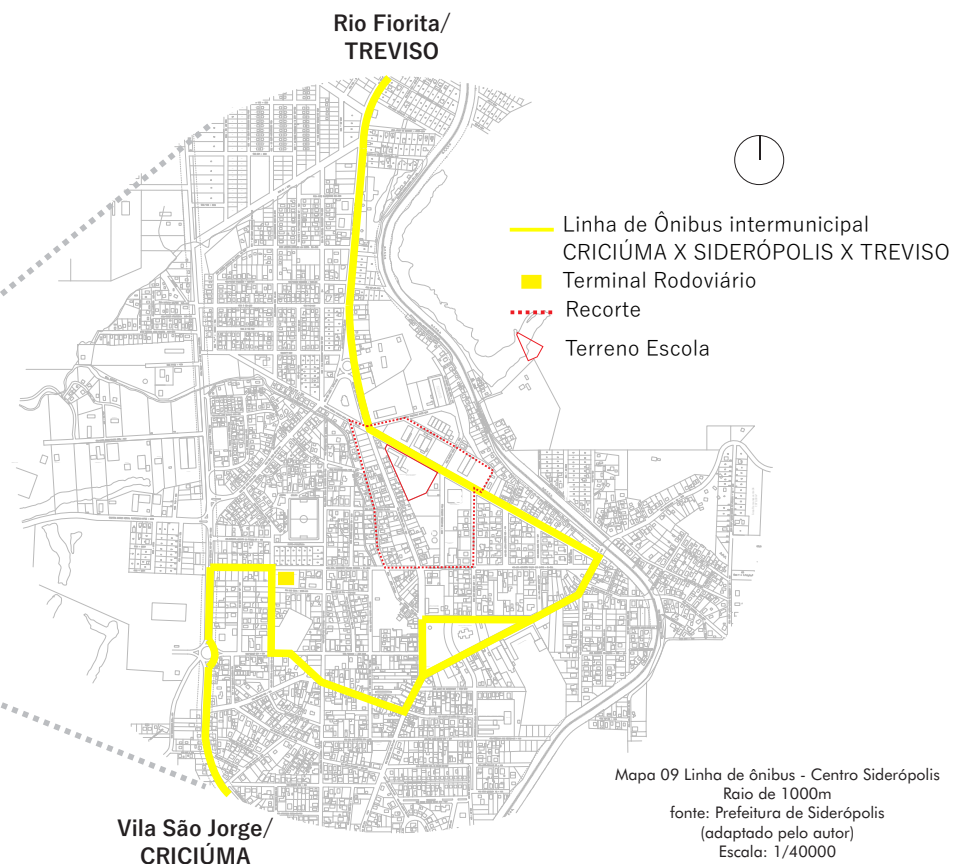 Rio Fiorita/
TREVISO
Linha de Ônibus intermunicipal
CRICIÚMA X SIDERÓPOLIS X TREVISO
Terminal Rodoviário
Recorte
Terreno Escola
Mapa 09 Linha de ônibus - Centro Siderópolis
Raio de 1000m
fonte: Prefeitura de Siderópolis
(adaptado pelo autor)
Escala: 1/40000
Vila São Jorge/
CRICIÚMA